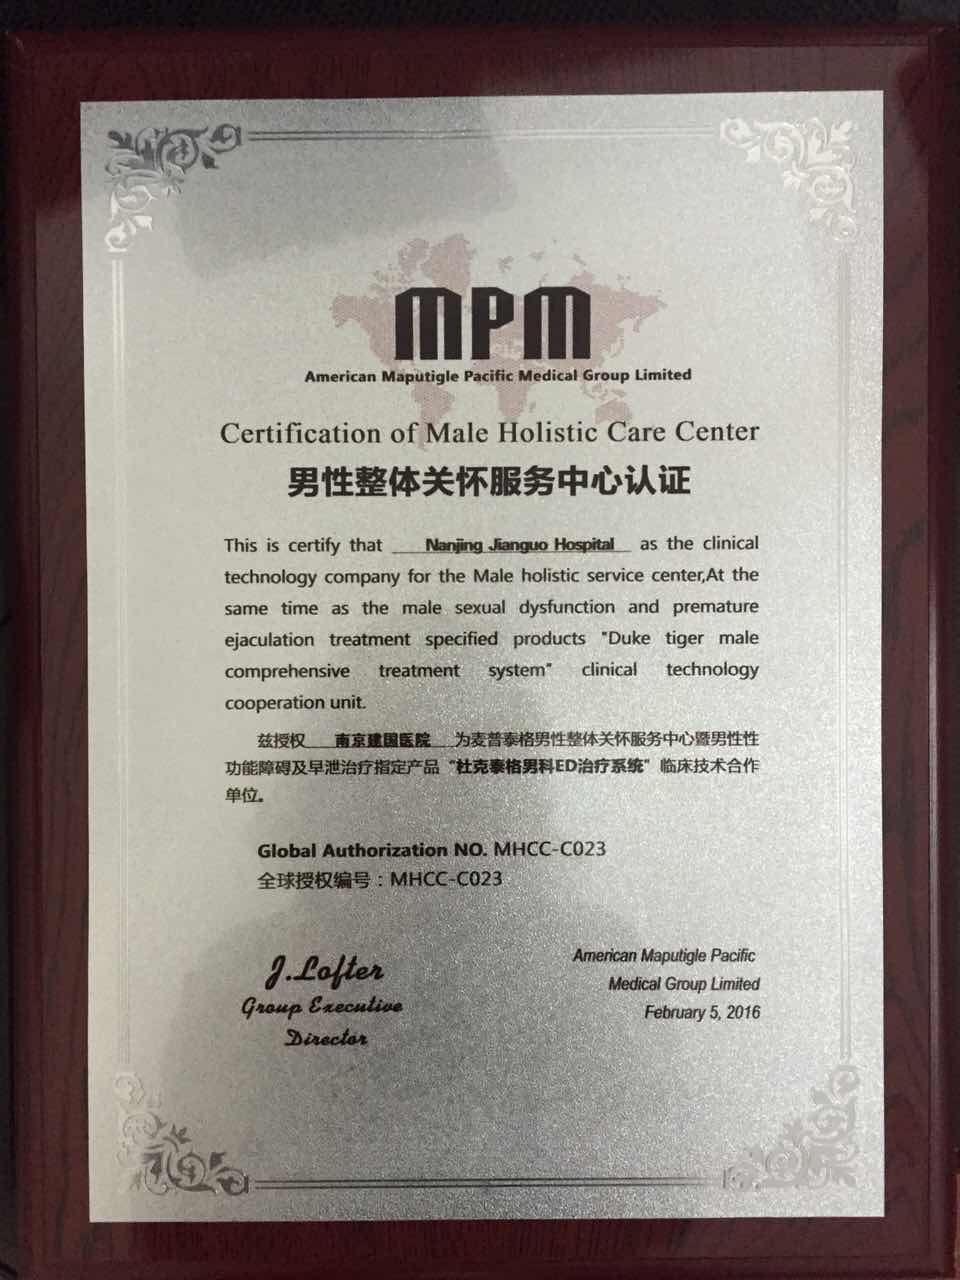 MPM
American Maputigle Pacific Medical Group Limited
Certification of Male Holistic Care Center
男性整体关怀服务中心认证
This is certify that Nanjing Jianguo Hospital as the clinical
technology company for the Male holistic service center,At the
same time as the male sexual dysfunction and premature
ejaculation treatment specified products "Duke tiger male
comprehensive treatment system" clinical technology
cooperation unit.
兹授权 南京建国医院 为麦普泰格男性整体关怀服务中心暨男性性
功能障碍及早泄治疗指定产品“杜克泰格男科ED治疗系统”临床技术合作
单位。
Global Authorization NO. MHCC-C023
全球授权编号：MHCC-C023
J.Lofter
Group Executive
Director
American Maputigle Pacific
Medical Group Limited
February 5, 2016